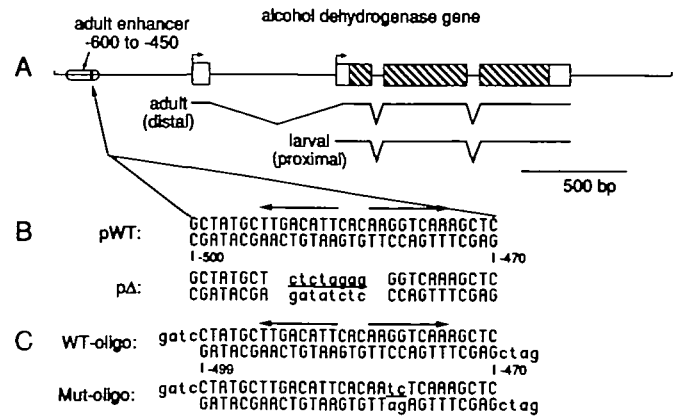 adult enhancer
-600 to -450
alcohol dehydrogenase gene
A
adult
(distal)
larval
(proximal)
500 bp
B
pWT:
GCTATGCTTGACATTCACAAGGTCAAAGCTC
CGATACGAACTGTAAGTGTTCCAGTTTCGAG
-500
-470
pΔ:
GCTATGCT ctctagag GGTCAAAGCTC
CGATACGA gatatctc CCAGTTTCGAG
C
WT-oligo:
gatcCTATGCTTGACATTCACAAGGTCAAAGCTC
GATACGAACTGTAAGTGTTCCAGTTTCGAGctag
-499
-470
Mut-oligo:
gatcCTATGCTTGACATTCACAAtcTCAAAGCTC
GATACGAACTGTAAGTGTTagAGTTTCGAGctag